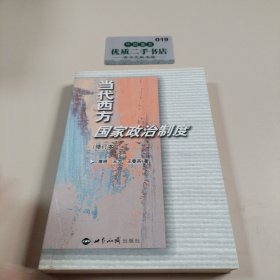 019
优质二手书店
当代西方
国家政治制度
(修订本)
世界知识出版社